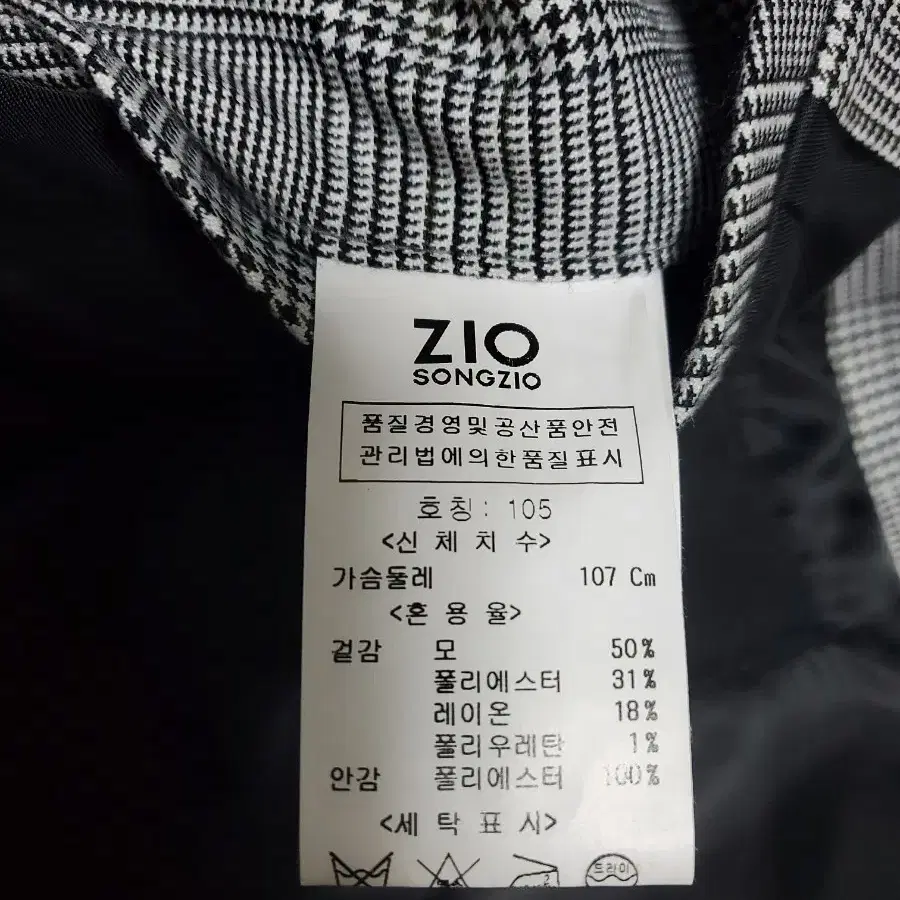 ZIO
SONGZIO
품질경영및공산품안전
관리법에의한품질표시
호칭: 105
<신 체 치 수>
가슴둘레 107 Cm
<혼 용 율>
겉감 모 50%
폴리에스터 31%
레이온 18%
폴리우레탄 1%
안감 폴리에스터 100%
<세 탁 표 시>
드라이